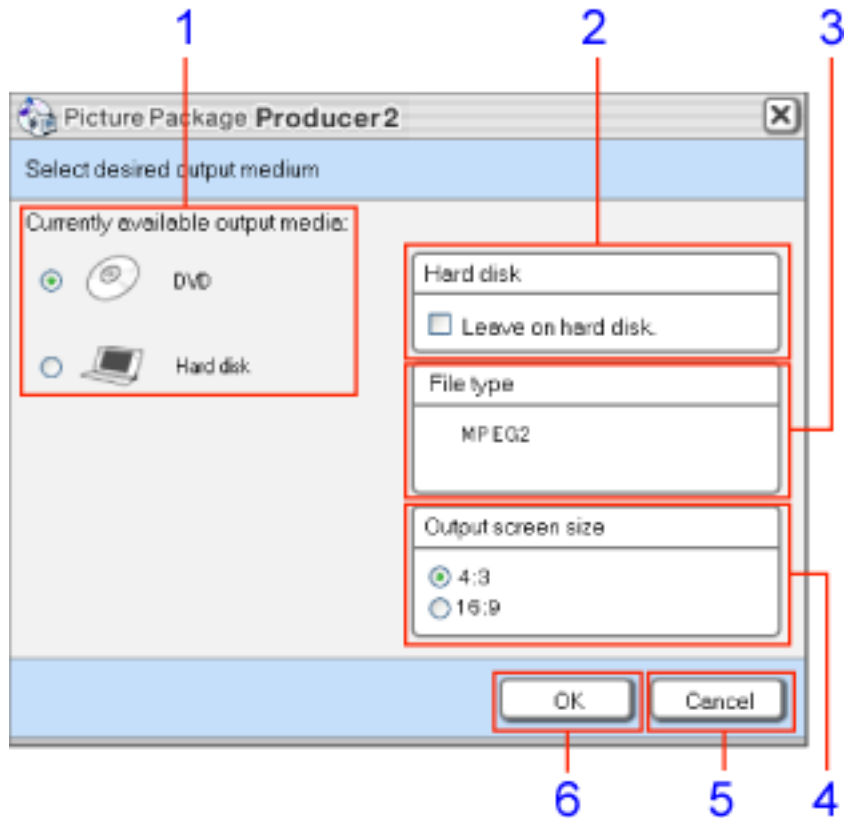 1 2 3
Picture Package Producer2
Select desired output medium
Currently available output media:
DVD
Hard disk
Hard disk
Leave on hard disk.
File type
MPEG2
Output screen size
4:3
16:9
OK Cancel
6 5 4